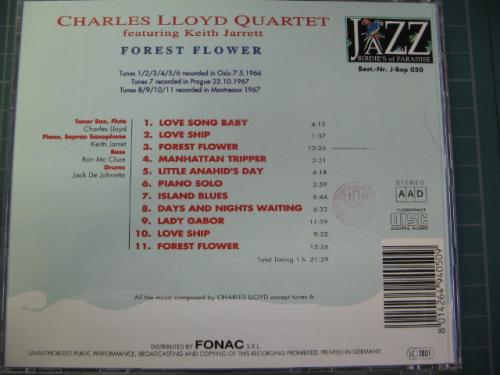 CHARLES LLOYD QUARTET
featuring Keith Jarrett
FOREST FLOWER
JAZZ
BIRDIE'S of PARADISE
Best.-Nr. J-Bop 050
Tunes 1/2/3/4/5/6 recorded in Oslo 7.5.1966
Tunes 7 recorded in Prague 22.10.1967
Tunes 8/9/10/11 recorded in Montreaux 1967
Tenor Sax, Flute
Charles Lloyd
Piano, Sopran Saxophone
Keith Jarret
Bass
Ron Mc Clure
Drums
Jack De Johnette
1. LOVE SONG BABY 4:15
2. LOVE SHIP 1:37
3. FOREST FLOWER 10:26
4. MANHATTAN TRIPPER 5:31
5. LITTLE ANAHID'S DAY 4:18
6. PIANO SOLO 2:59
7. ISLAND BLUES 8:44
8. DAYS AND NIGHTS WAITING 6:33
9. LADY GABOR 11:59
10. LOVE SHIP 9:32
11. FOREST FLOWER 15:36
Total Timing 1 h. 21:29
STEREO
AAD
COMPACT
disc
DIGITAL AUDIO
8 014264 940509
All the music composed by CHARLES LLOYD except tunes 6
DISTRIBUTED BY FONAC S.R.L.
UNAUTHORIZED PUBLIC PERFORMANCE, BROADCASTING AND COPYING OF THIS RECORDING PROHIBITED. PRINTED IN GERMANY.